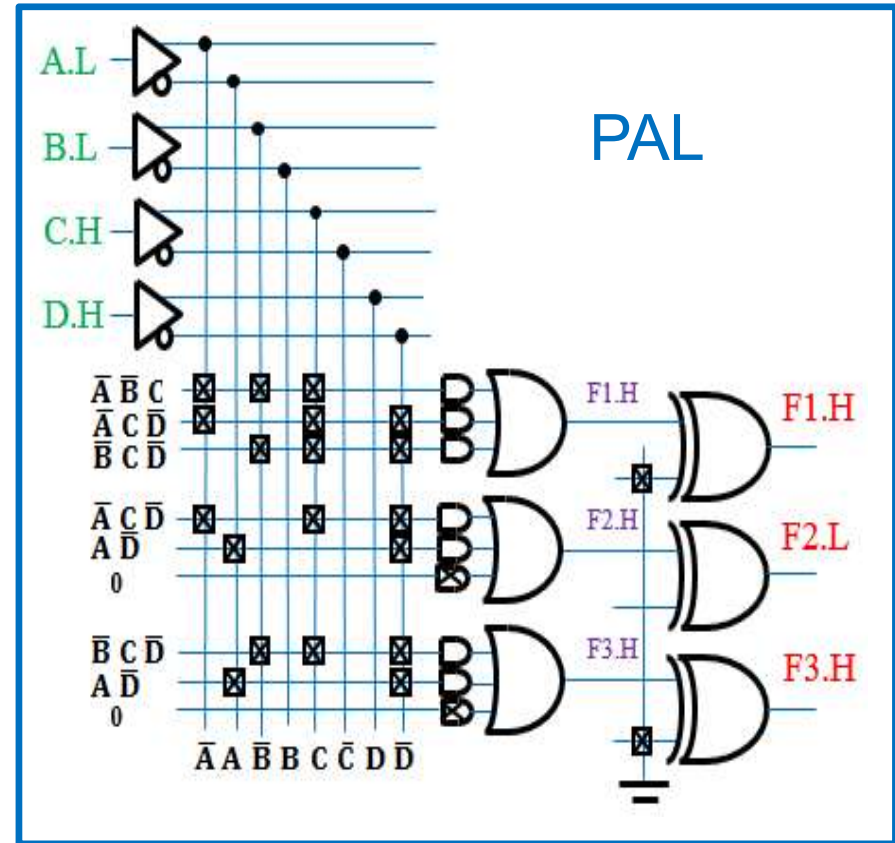 PAL
A.L
B.L
C.H
D.H
A̅ B̅ C
A̅ C D̅
B̅ C D̅
F1.H
F1.H
A̅ C D̅
A D̅
0
F2.H
F2.L
B̅ C D̅
A D̅
0
F3.H
F3.H
A̅ A B̅ B C C̅ D D̅